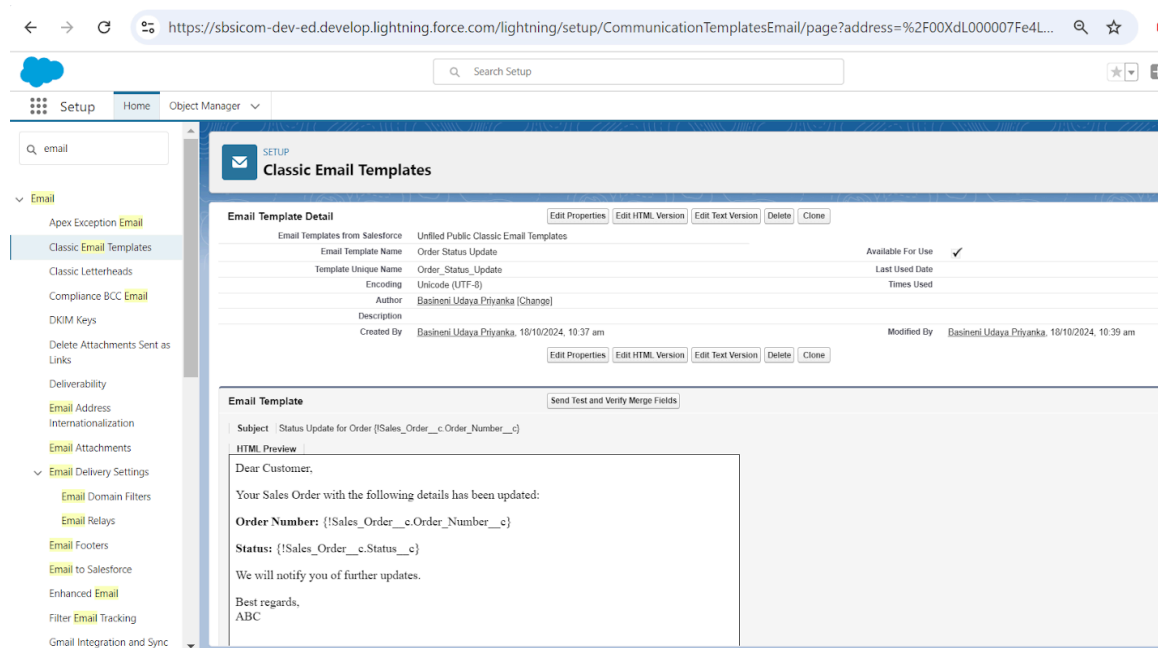 https://sbsicom-dev-ed.develop.lightning.force.com/lightning/setup/CommunicationTemplatesEmail/page?address=%2F00XdL000007Fe4L...
Search Setup
Setup Home Object Manager
email
Email
Apex Exception Email
Classic Email Templates
Classic Letterheads
Compliance BCC Email
DKIM Keys
Delete Attachments Sent as
Links
Deliverability
Email Address
Internationalization
Email Attachments
Email Delivery Settings
Email Domain Filters
Email Relays
Email Footers
Email to Salesforce
Enhanced Email
Filter Email Tracking
Gmail Integration and Sync
SETUP
Classic Email Templates
Email Template Detail Edit Properties Edit HTML Version Edit Text Version Delete Clone
Email Templates from Salesforce Unfiled Public Classic Email Templates
Email Template Name Order Status Update Available For Use ✓
Template Unique Name Order_Status_Update Last Used Date
Encoding Unicode (UTF-8) Times Used
Author Basineni Udaya Priyanka [Change]
Description
Created By Basineni Udaya Priyanka, 18/10/2024, 10:37 am Modified By Basineni Udaya Priyanka, 18/10/2024, 10:39 am
Edit Properties Edit HTML Version Edit Text Version Delete Clone
Email Template Send Test and Verify Merge Fields
Subject Status Update for Order {!Sales_Order__c.Order_Number__c}
HTML Preview
Dear Customer,
Your Sales Order with the following details has been updated:
Order Number: {!Sales_Order__c.Order_Number__c}
Status: {!Sales_Order__c.Status__c}
We will notify you of further updates.
Best regards,
ABC